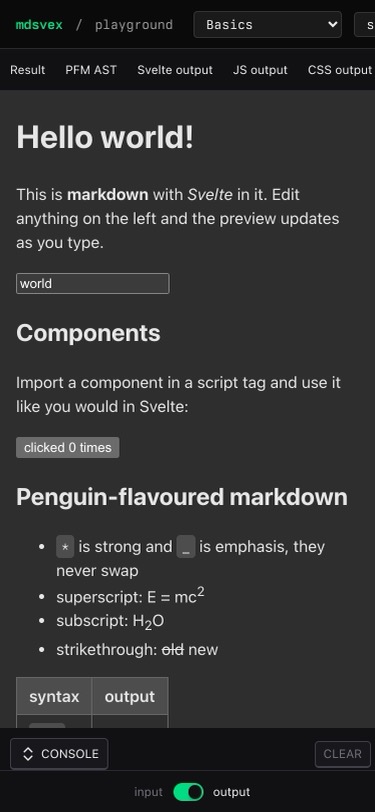 mdsvex / playground Basics s
Result PFM AST Svelte output JS output CSS output
Hello world!
This is markdown with Svelte in it. Edit
anything on the left and the preview updates
as you type.
world
Components
Import a component in a script tag and use it
like you would in Svelte:
clicked 0 times
Penguin-flavoured markdown
• * is strong and _ is emphasis, they
never swap
• superscript: E = mc²
• subscript: H₂O
• strikethrough: old new
syntax output
CONSOLE CLEAR
input output